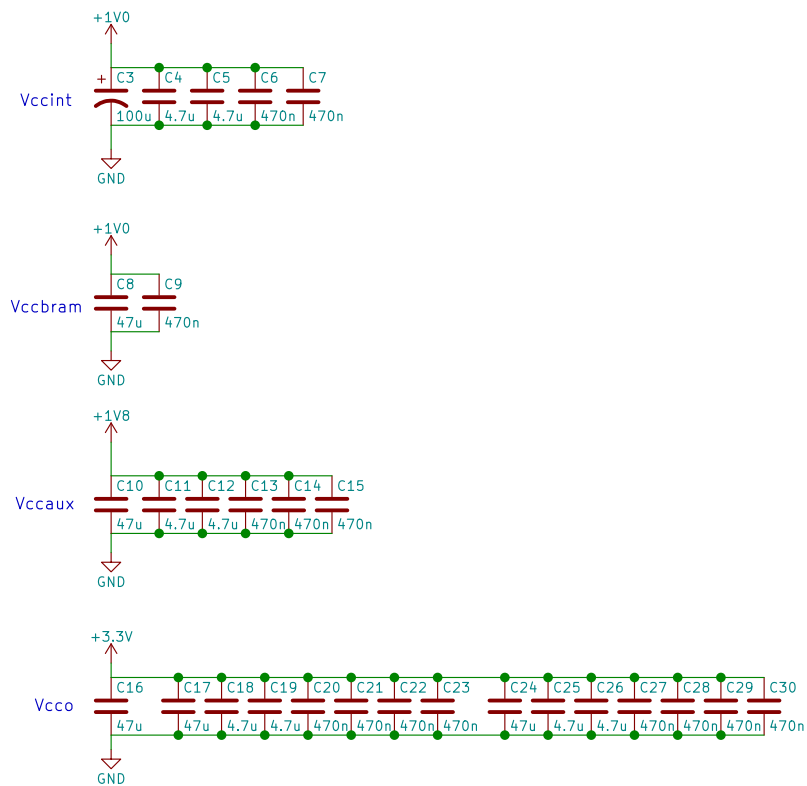 +1V0
C3 C4 C5 C6 C7
+
Vccint
100u 4.7u 4.7u 470n 470n
GND
+1V0
C8 C9
Vccbram
47u 470n
GND
+1V8
C10 C11 C12 C13 C14 C15
Vccaux
47u 4.7u 4.7u 470n 470n 470n
GND
+3.3V
C16 C17 C18 C19 C20 C21 C22 C23 C24 C25 C26 C27 C28 C29 C30
Vcco
47u 47u 4.7u 4.7u 470n 470n 470n 470n 47u 4.7u 4.7u 470n 470n 470n 470n
GND